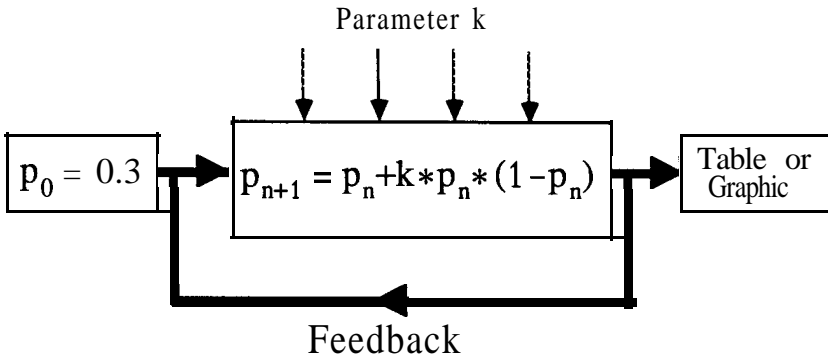 Parameter k
p₀ = 0.3
pₙ₊₁ = pₙ+k*pₙ*(1-pₙ)
Table or
Graphic
Feedback